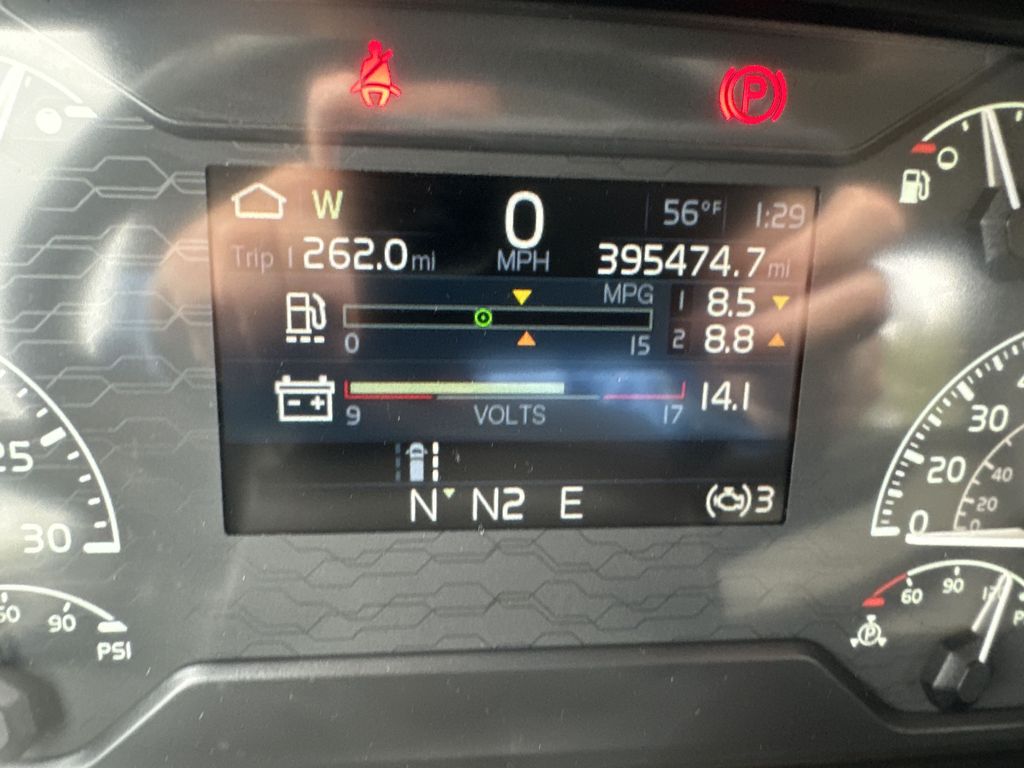 W 0 56°F 1:29
Trip 1 262.0 mi MPH 395474.7 mi
MPG 1 8.5
0 15 2 8.8
14.1
9 VOLTS 17
N N2 E 3
P
25
30
60 90
PSI
0 20 30
0 20 40
60 90
P